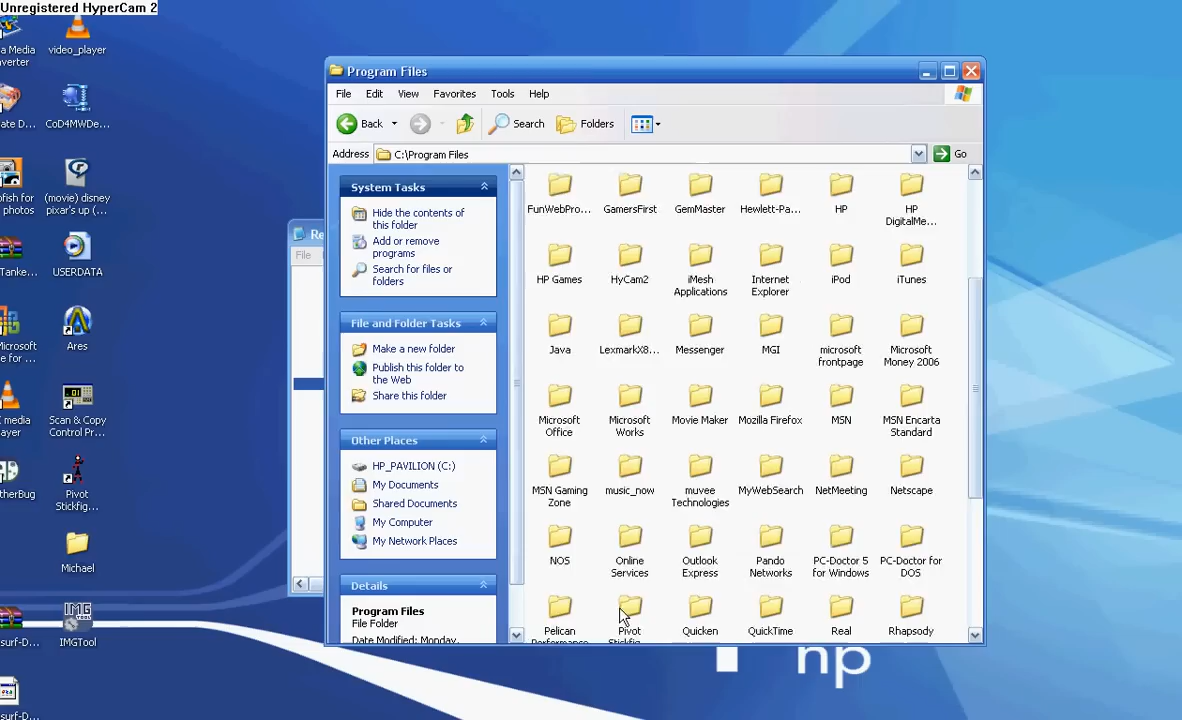 Unregistered HyperCam 2
a Media
verter
video_player
ate D...
CoD4MWDe...
fish for
photos
(movie) disney
pixar's up (...
Tanke...
USERDATA
Microsoft
e for ...
Ares
media
ayer
Scan & Copy
Control Pr...
therBug
Pivot
Stickfig...
Michael
surf-D...
IMGTool
surf-D...
Re
File
Program Files
File Edit View Favorites Tools Help
Back Search Folders
Address C:\Program Files Go
System Tasks
Hide the contents of
this folder
Add or remove
programs
Search for files or
folders
File and Folder Tasks
Make a new folder
Publish this folder to
the Web
Share this folder
Other Places
HP_PAVILION (C:)
My Documents
Shared Documents
My Computer
My Network Places
Details
Program Files
File Folder
Date Modified: Monday,
FunWebPro... GamersFirst GemMaster Hewlett-Pa... HP HP
DigitalMe...
HP Games HyCam2 iMesh Internet iPod iTunes
Applications Explorer
Java LexmarkX8... Messenger MGI microsoft Microsoft
frontpage Money 2006
Microsoft Microsoft Movie Maker Mozilla Firefox MSN MSN Encarta
Office Works Standard
MSN Gaming music_now muvee MyWebSearch NetMeeting Netscape
Zone Technologies
NOS Online Outlook Pando PC-Doctor 5 PC-Doctor for
Services Express Networks for Windows DOS
Pelican Pivot Quicken QuickTime Real Rhapsody
Performance Stickfig...
hp